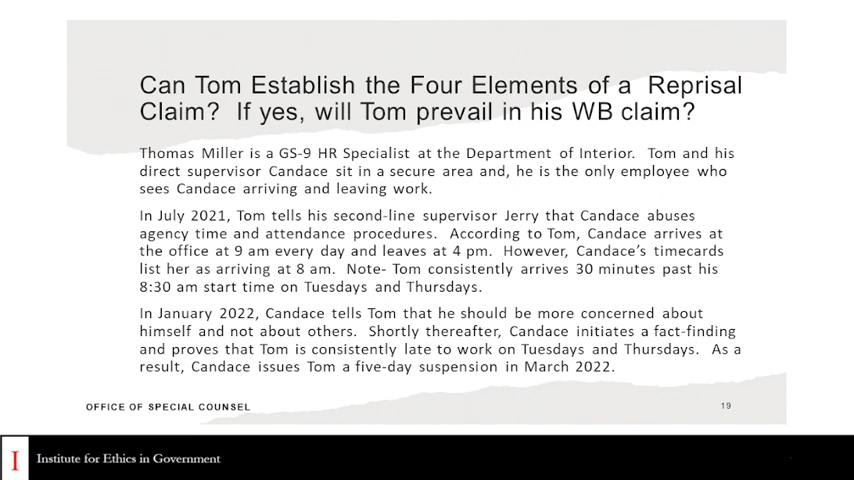 Can Tom Establish the Four Elements of a Reprisal
Claim? If yes, will Tom prevail in his WB claim?
Thomas Miller is a GS-9 HR Specialist at the Department of Interior. Tom and his
direct supervisor Candace sit in a secure area and, he is the only employee who
sees Candace arriving and leaving work.
In July 2021, Tom tells his second-line supervisor Jerry that Candace abuses
agency time and attendance procedures. According to Tom, Candace arrives at
the office at 9 am every day and leaves at 4 pm. However, Candace's timecards
list her as arriving at 8 am. Note- Tom consistently arrives 30 minutes past his
8:30 am start time on Tuesdays and Thursdays.
In January 2022, Candace tells Tom that he should be more concerned about
himself and not about others. Shortly thereafter, Candace initiates a fact-finding
and proves that Tom is consistently late to work on Tuesdays and Thursdays. As a
result, Candace issues Tom a five-day suspension in March 2022.
OFFICE OF SPECIAL COUNSEL
19
I
Institute for Ethics in Government